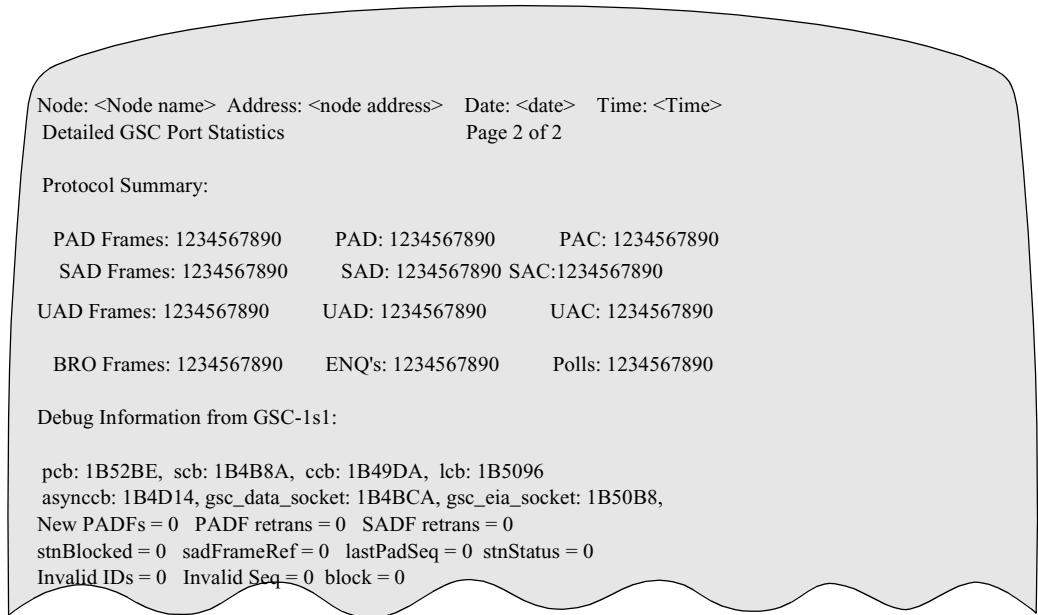 Node: <Node name> Address: <node address> Date: <date> Time: <Time>
Detailed GSC Port Statistics Page 2 of 2
Protocol Summary:
PAD Frames: 1234567890 PAD: 1234567890 PAC: 1234567890
SAD Frames: 1234567890 SAD: 1234567890 SAC:1234567890
UAD Frames: 1234567890 UAD: 1234567890 UAC: 1234567890
BRO Frames: 1234567890 ENQ's: 1234567890 Polls: 1234567890
Debug Information from GSC-1s1:
pcb: 1B52BE, scb: 1B4B8A, ccb: 1B49DA, lcb: 1B5096
asynccb: 1B4D14, gsc_data_socket: 1B4BCA, gsc_eia_socket: 1B50B8,
New PADFs = 0 PADF retrans = 0 SADF retrans = 0
stnBlocked = 0 sadFrameRef = 0 lastPadSeq = 0 stnStatus = 0
Invalid IDs = 0 Invalid Seq = 0 block = 0